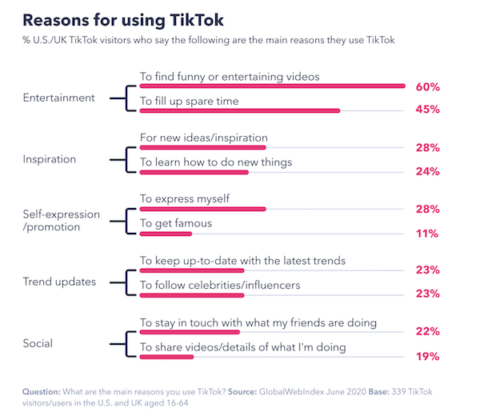 Reasons for using TikTok
% U.S./UK TikTok visitors who say the following are the main reasons they use TikTok
Entertainment
To find funny or entertaining videos
60%
To fill up spare time
45%
Inspiration
For new ideas/inspiration
28%
To learn how to do new things
24%
Self-expression
/promotion
To express myself
28%
To get famous
11%
Trend updates
To keep up-to-date with the latest trends
23%
To follow celebrities/influencers
23%
Social
To stay in touch with what my friends are doing
22%
To share videos/details of what I'm doing
19%
Question: What are the main reasons you use TikTok? Source: GlobalWebIndex June 2020 Base: 339 TikTok
visitors/users in the U.S. and UK aged 16-64